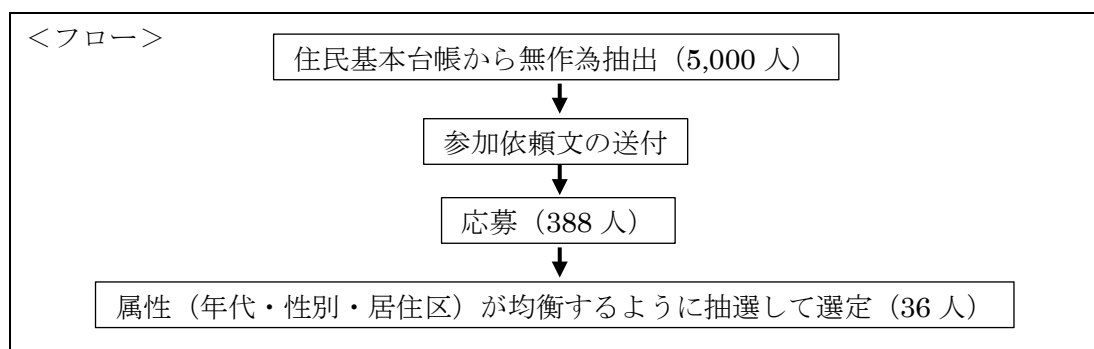 ＜フロー＞
住民基本台帳から無作為抽出（5,000 人）
参加依頼文の送付
応募（388 人）
属性（年代・性別・居住区）が均衡するように抽選して選定（36 人）